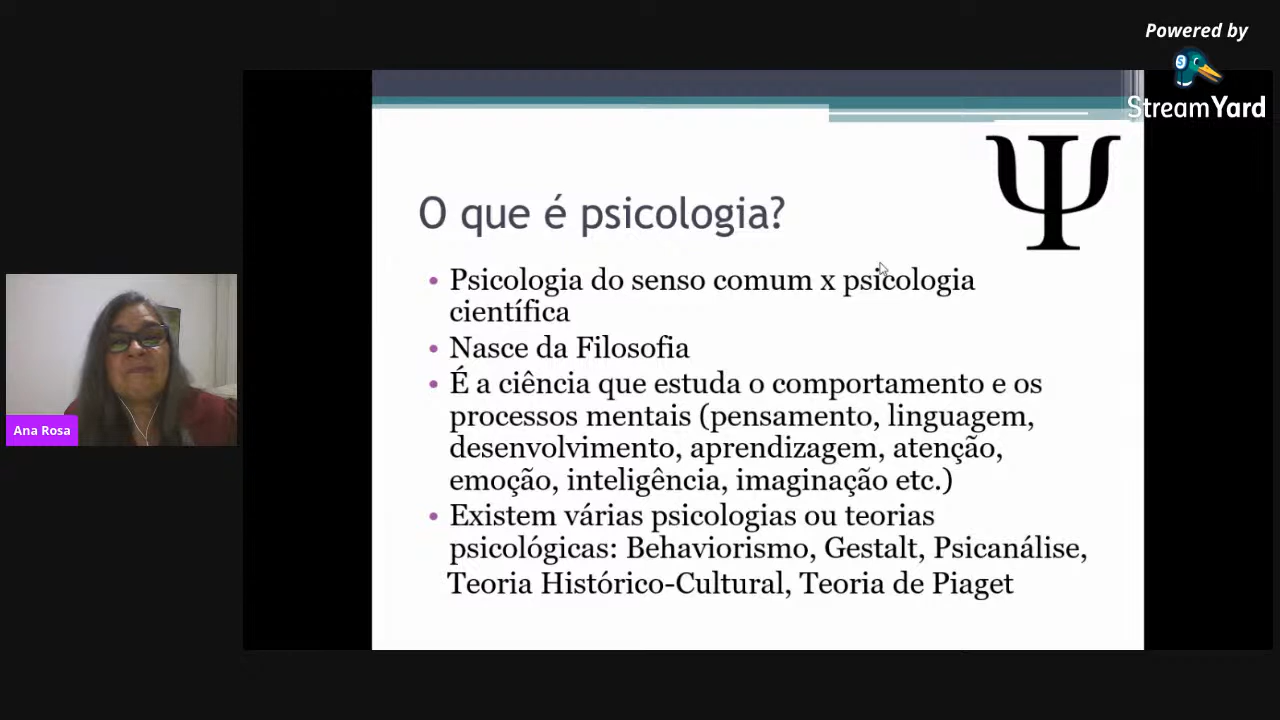 Powered by
StreamYard
Ψ
O que é psicologia?
• Psicologia do senso comum x psicologia
científica
• Nasce da Filosofia
• É a ciência que estuda o comportamento e os
processos mentais (pensamento, linguagem,
desenvolvimento, aprendizagem, atenção,
emoção, inteligência, imaginação etc.)
• Existem várias psicologias ou teorias
psicológicas: Behaviorismo, Gestalt, Psicanálise,
Teoria Histórico-Cultural, Teoria de Piaget
Ana Rosa